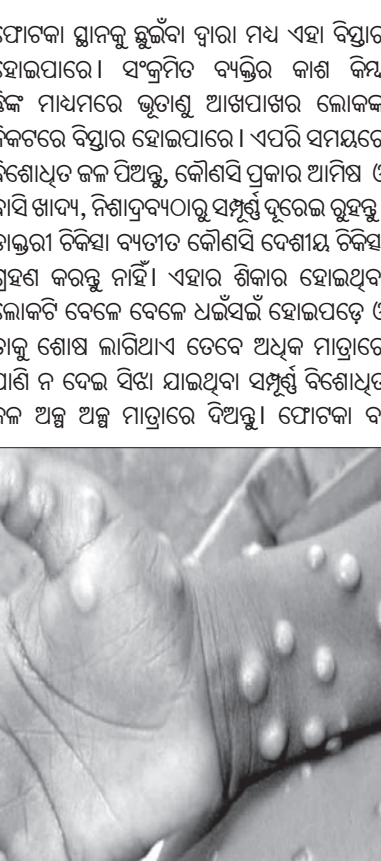 ଫୋଟକା ସ୍ଥାନକୁ ଛୁଇଁବା ଦ୍ୱାରା ମଧ୍ୟ ଏହା ବିସ୍ତାର
ହୋଇପାରେ। ସଂକ୍ରମିତ ବ୍ୟକ୍ତିର କାଶ କିମ୍ବା
ଛିଙ୍କ ମାଧ୍ୟମରେ ଭୂତାଣୁ ଆଖପାଖର ଲୋକଙ୍କ
ନିକଟରେ ବିସ୍ତାର ହୋଇପାରେ। ଏପରି ସମୟରେ
ବିଶୋଧିତ ଜଳ ପିଅନ୍ତୁ, କୌଣସି ପ୍ରକାର ଆମିଷ ଓ
ବାସି ଖାଦ୍ୟ, ନିଶାଦ୍ରବ୍ୟଠାରୁ ସମ୍ପୂର୍ଣ୍ଣ ଦୂରେଇ ରୁହନ୍ତୁ
ଡାକ୍ତରୀ ଚିକିତ୍ସା ବ୍ୟତୀତ କୌଣସି ଦେଶୀୟ ଚିକିତ୍ସା
ଗ୍ରହଣ କରନ୍ତୁ ନାହିଁ। ଏହାର ଶିକାର ହୋଇଥିବା
ଲୋକଟି ବେଳେ ବେଳେ ଧଇଁସଇଁ ହୋଇପଡ଼େ ଓ
ତାକୁ ଶୋଷ ଲାଗିଥାଏ ତେବେ ଅଧିକ ମାତ୍ରାରେ
ପାଣି ନ ଦେଇ ସିଝା ଯାଇଥିବା ସମ୍ପୂର୍ଣ୍ଣ ବିଶୋଧିତ
ଜଳ ଅଳ୍ପ ଅଳ୍ପ ମାତ୍ରାରେ ଦିଅନ୍ତୁ। ଫୋଟକା ବ